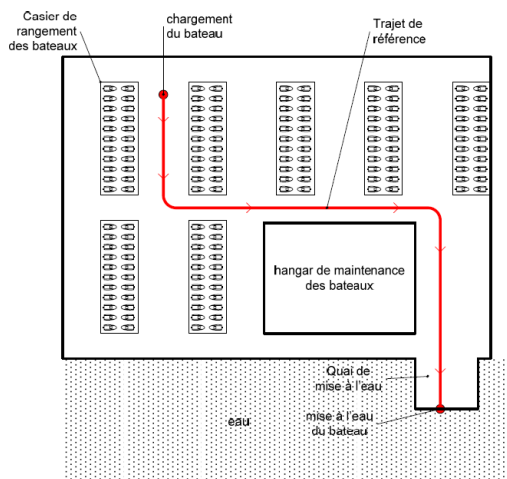 Casier de
rangement
des bateaux
chargement
du bateau
Trajet de
référence
hangar de maintenance
des bateaux
Quai de
mise à l'eau
eau
mise à l'eau
du bateau